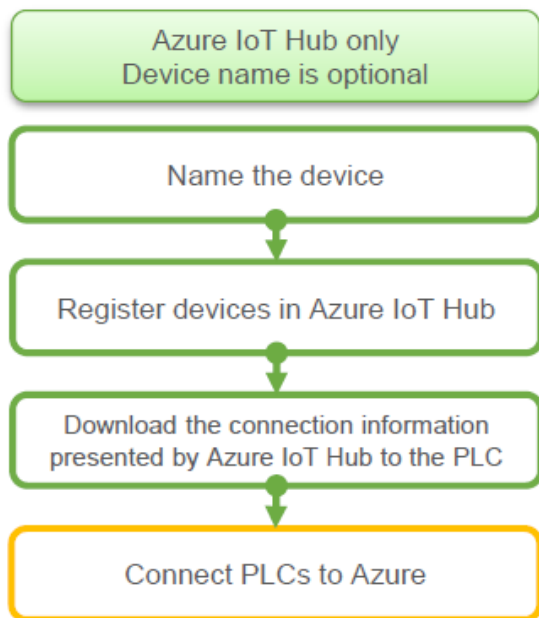 Azure IoT Hub only
Device name is optional
Name the device
Register devices in Azure IoT Hub
Download the connection information
presented by Azure IoT Hub to the PLC
Connect PLCs to Azure